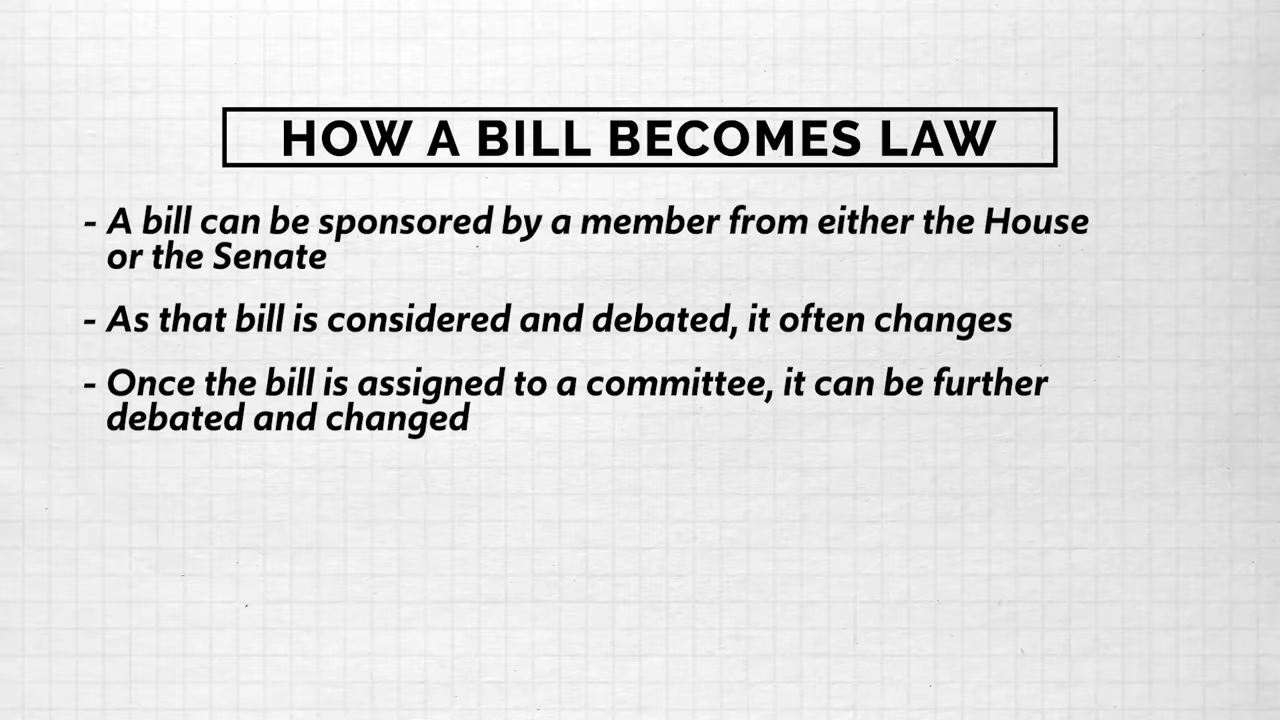 HOW A BILL BECOMES LAW
- A bill can be sponsored by a member from either the House
or the Senate
- As that bill is considered and debated, it often changes
- Once the bill is assigned to a committee, it can be further
debated and changed